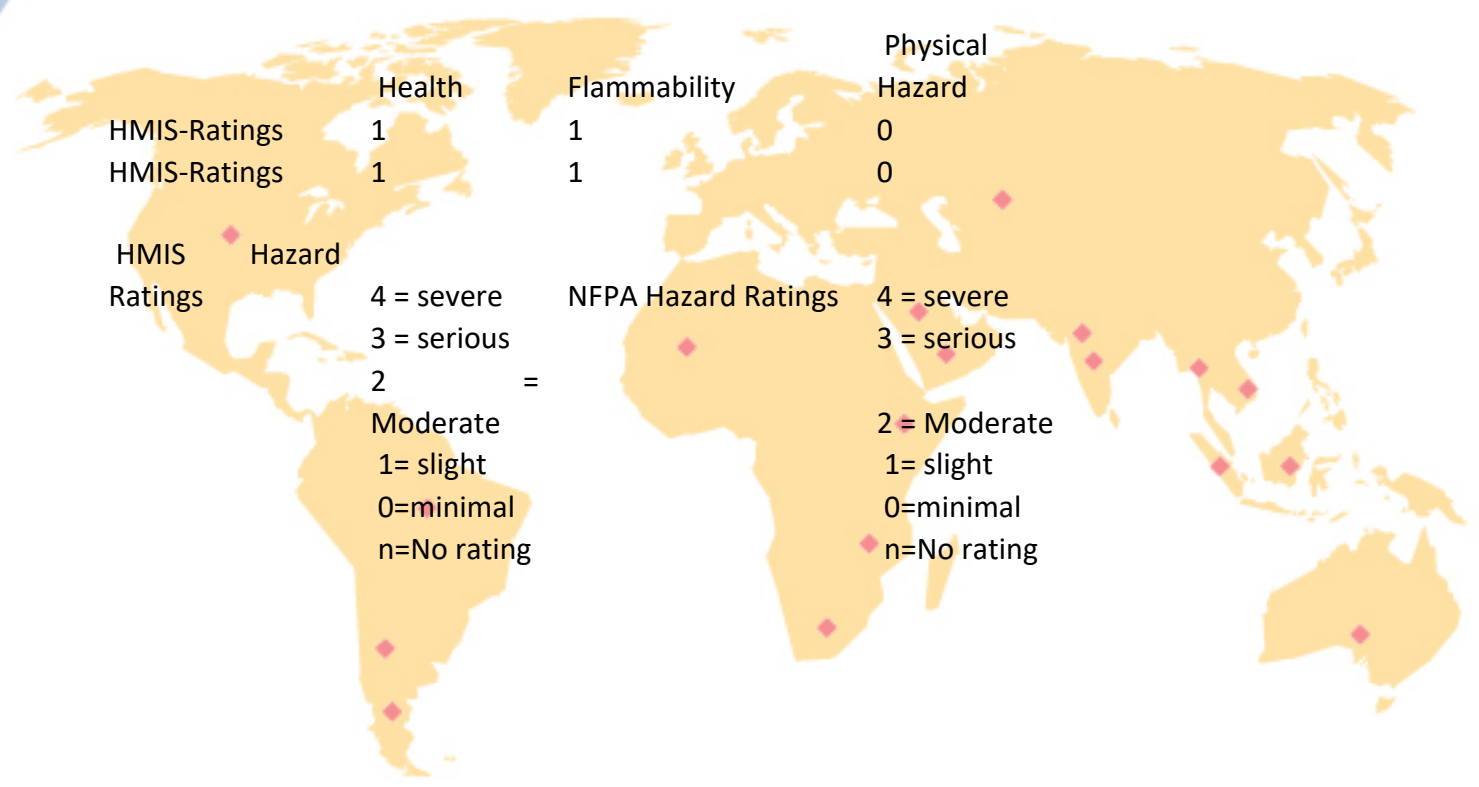 Physical
Health Flammability Hazard
HMIS-Ratings 1 1 0
HMIS-Ratings 1 1 0
HMIS Hazard
Ratings 4 = severe NFPA Hazard Ratings 4 = severe
3 = serious 3 = serious
2 =
Moderate 2 = Moderate
1= slight 1= slight
0=minimal 0=minimal
n=No rating n=No rating